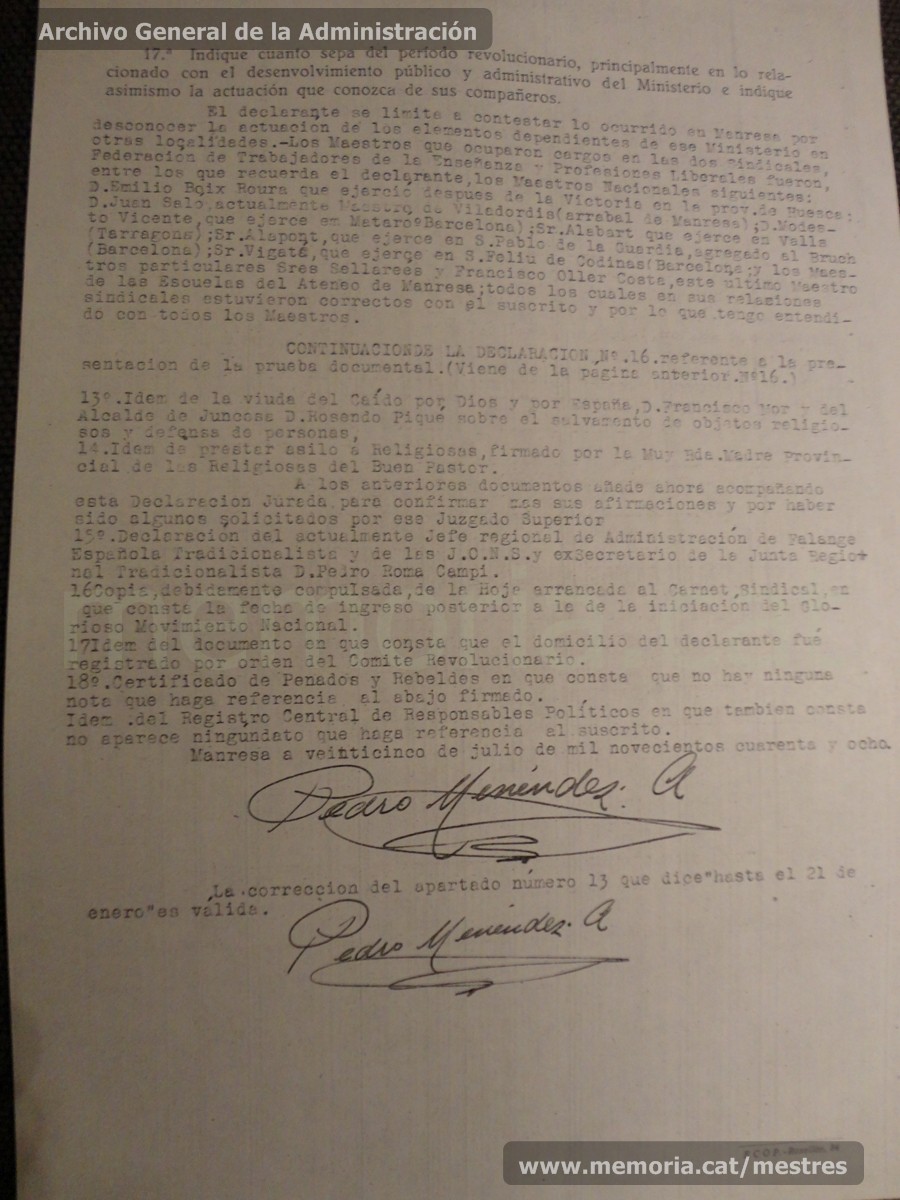 Archivo General de la Administración
17.ª Indique cuanto sepa del período revolucionario, principalmente en lo rela-
cionado con el desenvolvimiento público y administrativo del Ministerio e indique
asimismo la actuación que conozca de sus compañeros.
El declarante se limita a contestar lo ocurrido en Manresa por
desconocer la actuacion de los elementos dependientes de ese Ministerio en
otras localidades.-Los Maestros que ocuparon cargos en las dos Sindicales,
Federacion de Trabajadores de la Enseñanza y Profesiones Liberales fueron,
entre los que recuerda el declarante,los Maestros Nacionales siguientes:
D.Emilio Boix Roura que ejerció despues de la Victoria en la prov.de Huesca;
D.Juan Saló,actualmente Maestro de Viladordis(arrabal de Manresa);D.Modes-
to Vicente,que ejerce en Mataroº Barcelona);Sr.Alabart que ejerce en Valls
(Tarragona);Sr.Alapont,que ejerce en S.Pablo de la Guardia,agregado al Bruch
(Barcelona);Sr.Vigatá,que ejerce en S.Feliu de Codinas(Barcelona;y los Maes-
tros particulares Sres Sellarees y Francisco Oller Costa,este ultimo Maestro
de las Escuelas del Ateneo de Manresa;todos los cuales en sus relaciones
sindicales estuvieron correctos con el suscrito y por lo que tengo entendi-
do con todos los Maestros.
CONTINUACIONDE LA DECLARACION Nº.16.referente a la pre-
sentacion de la prueba documental.(Viene de la pagina anterior.Nº16.)
13º.Idem de la viuda del Caído por Dios y por España,D.Francisco Mor y del
Alcalde de Juncosa D.Rosendo Pique sobre el salvamento de objetos religio-
sos y defensa de personas,
14.Idem de prestar asilo a Religiosas,firmado por la Muy Rda.Madre Provin-
cial de las Religiosas del Buen Pastor.
A los anteriores documentos añade ahora acompañando
esta Declaracion Jurada para confirmar mas sus afirmaciones y por haber
sido algunos solicitados por ese Juzgado Superior
15º.Declaración del actualmente Jefe regional de Administración de Falange
Española Tradicionalista y de las J.O.N.S.y exSecretario de la Junta Regio-
nal Tradicionalista D.Pedro Roma Campi.
16Copia,debidamente compulsada,de la Hoja arrancada al Carnet,Sindical,en
que consta la fecha de ingreso posterior a la de la iniciacion del Glo-
rioso Movimiento Nacional.
17Idem del documento en que consta que el domicilio del declarante fué
registrado por orden del Comite Revolucionario.
18º.Certificado de Penados y Rebeldes en que consta que no hay ninguna
nota que haga referencia al abajo firmado.
Idem .del Registro Central de Responsables Políticos en que tambien consta
no aparece ningundato que haga referencia al suscrito.
Manresa a veinticinco de julio de mil novecientos cuarenta y ocho.
Pedro Menéndez. A
La correccion del apartado número 13 que dice"hasta el 21 de
enero"es válida.
Pedro Menéndez. A
www.memoria.cat/mestres